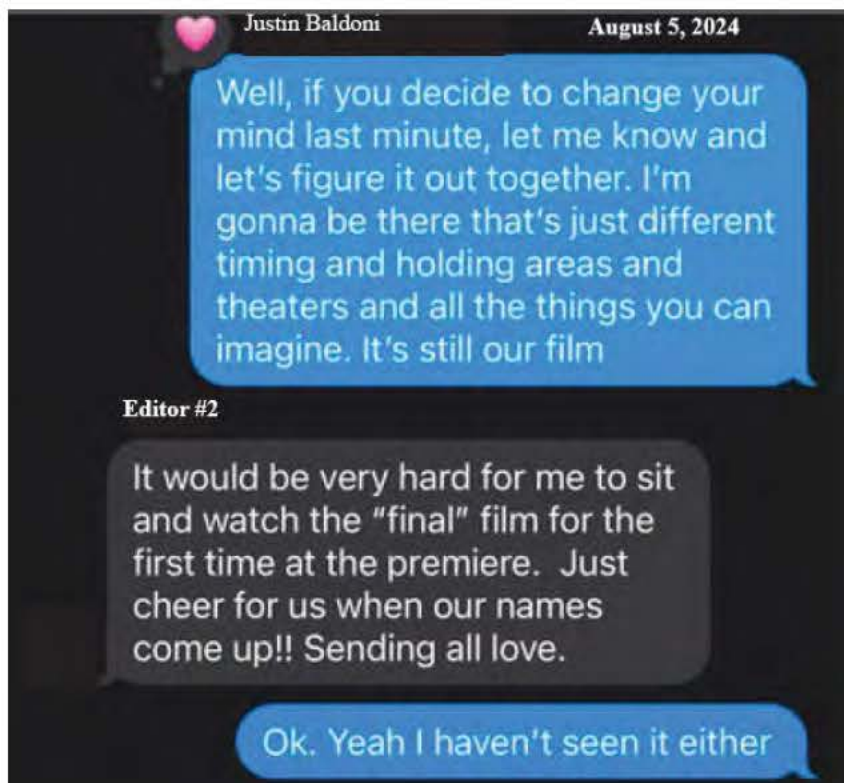 Justin Baldoni August 5, 2024
Well, if you decide to change your
mind last minute, let me know and
let's figure it out together. I'm
gonna be there that's just different
timing and holding areas and
theaters and all the things you can
imagine. It's still our film
Editor #2
It would be very hard for me to sit
and watch the “final” film for the
first time at the premiere.  Just
cheer for us when our names
come up!! Sending all love.
Ok. Yeah I haven't seen it either